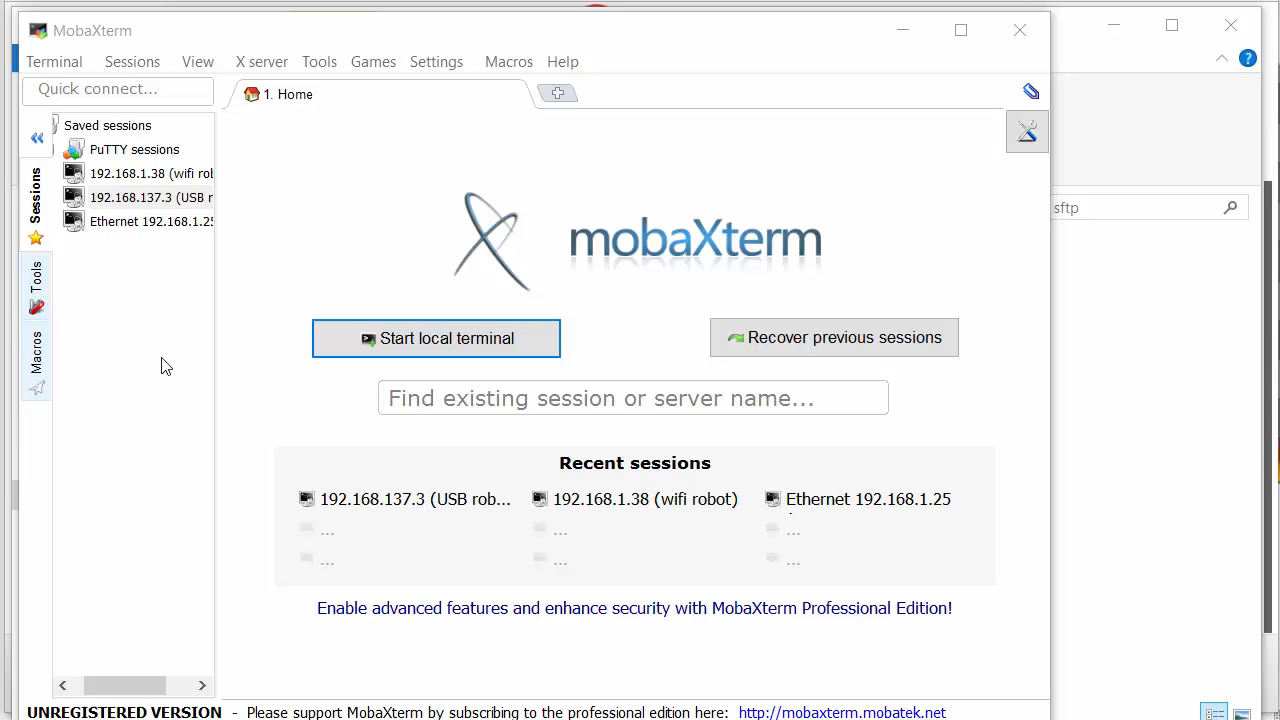 MobaXterm
Terminal Sessions View X server Tools Games Settings Macros Help
Quick connect...
1. Home
Saved sessions
PuTTY sessions
192.168.1.38 (wifi rob
192.168.137.3 (USB r
Ethernet 192.168.1.25
Sessions
Tools
Macros
mobaXterm
Start local terminal
Recover previous sessions
Find existing session or server name...
Recent sessions
192.168.137.3 (USB rob...
192.168.1.38 (wifi robot)
Ethernet 192.168.1.25
... ... ...
... ... ...
Enable advanced features and enhance security with MobaXterm Professional Edition!
UNREGISTERED VERSION - Please support MobaXterm by subscribing to the professional edition here: http://mobaxterm.mobatek.net
sftp